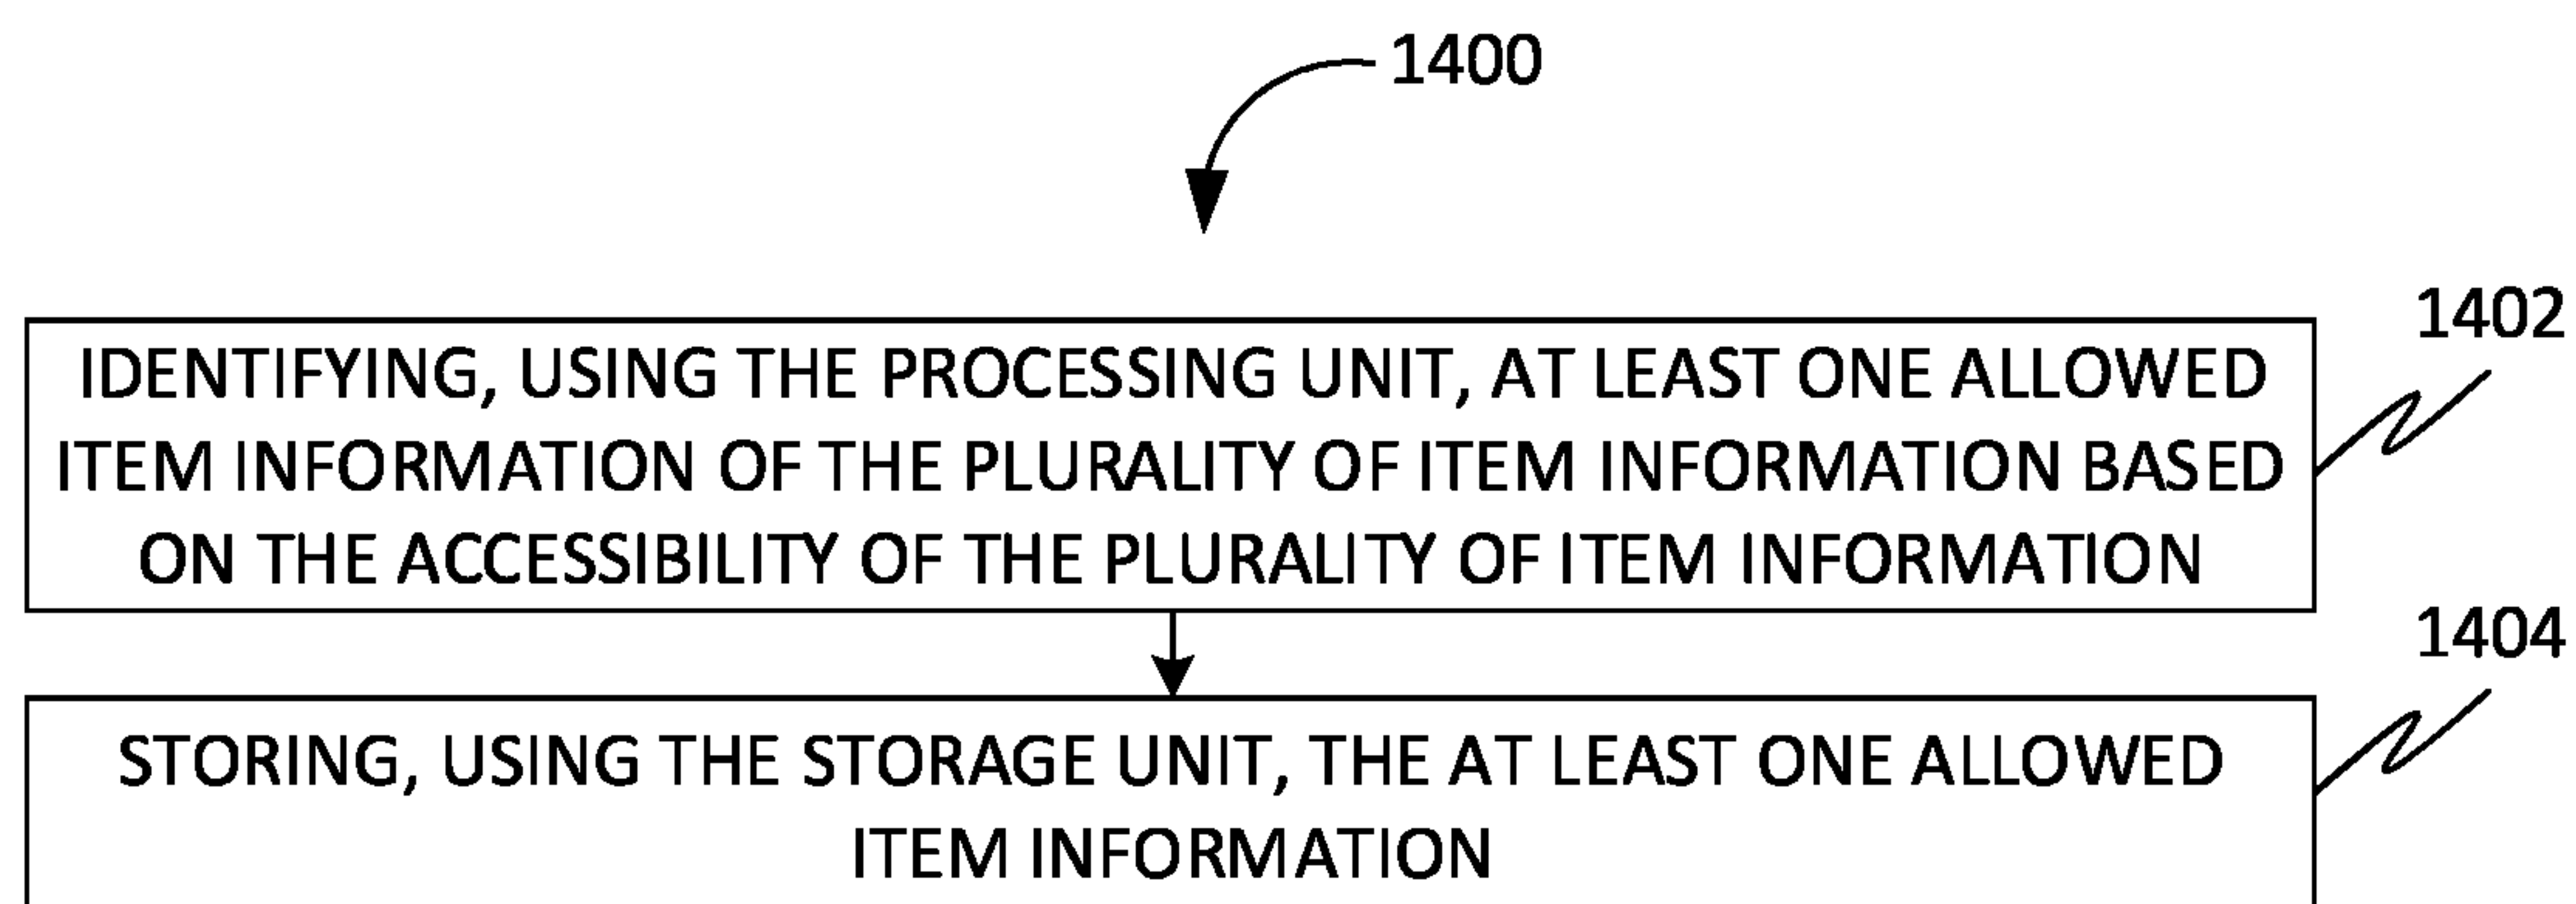 1400
1402
IDENTIFYING, USING THE PROCESSING UNIT, AT LEAST ONE ALLOWED
ITEM INFORMATION OF THE PLURALITY OF ITEM INFORMATION BASED
ON THE ACCESSIBILITY OF THE PLURALITY OF ITEM INFORMATION
1404
STORING, USING THE STORAGE UNIT, THE AT LEAST ONE ALLOWED
ITEM INFORMATION